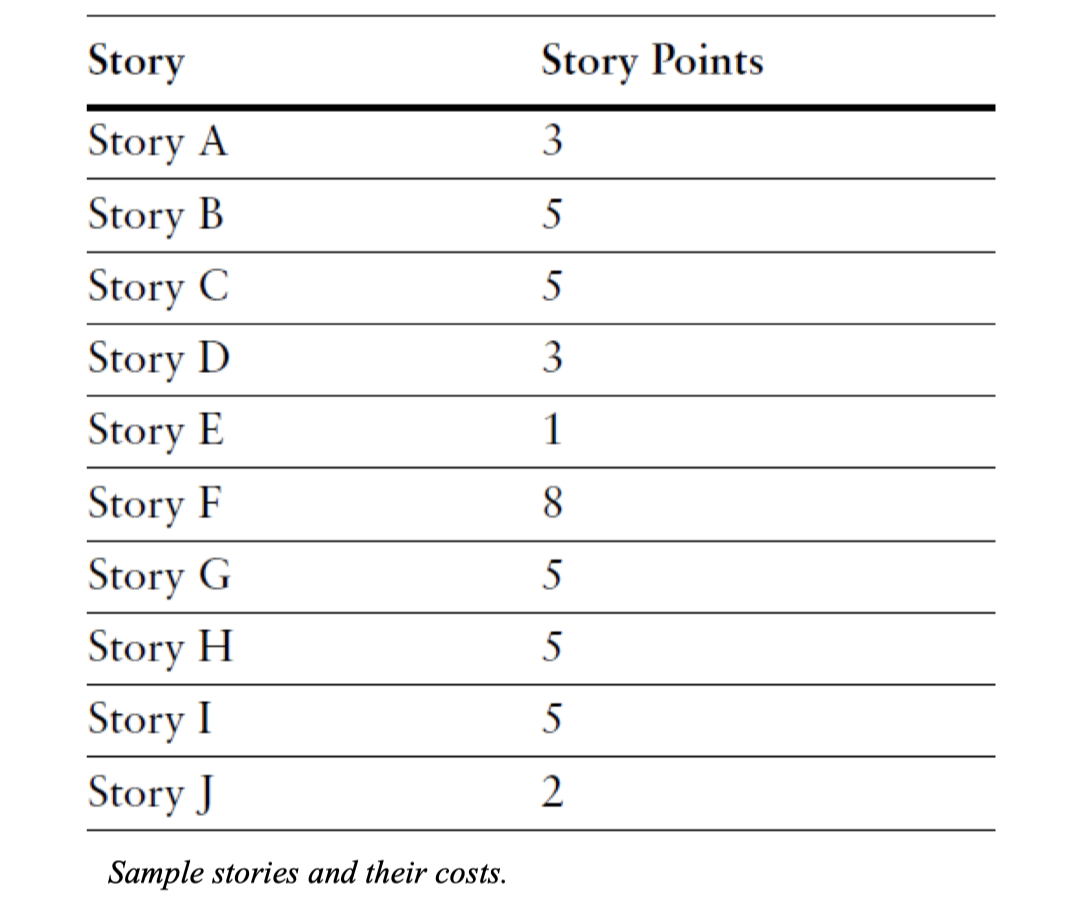 Story Story Points
Story A 3
Story B 5
Story C 5
Story D 3
Story E 1
Story F 8
Story G 5
Story H 5
Story I 5
Story J 2
Sample stories and their costs.